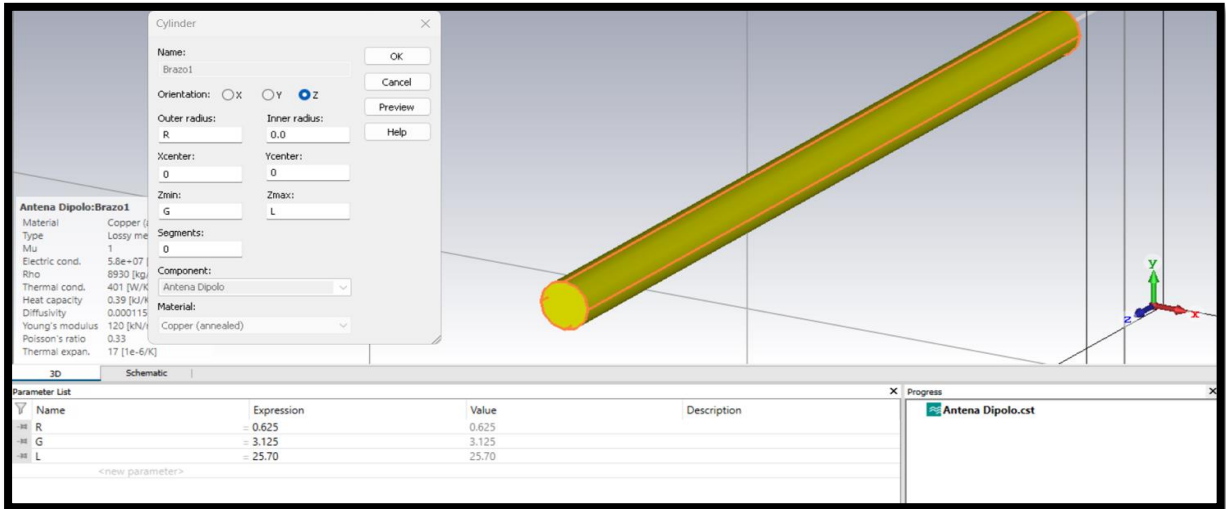 Cylinder
Name:
Brazo1
OK
Cancel
Orientation: X Y Z
Preview
Outer radius: Inner radius:
R 0.0
Help
Xcenter: Ycenter:
0 0
Zmin: Zmax:
G L
Segments:
0
Component:
Antena Dipolo
Material:
Copper (annealed)
Antena Dipolo:Brazo1
Material Copper
Type Lossy
Mu 1
Electric cond. 5.8e+07
Rho 8930
Thermal cond. 401
Heat capacity 0.39
Diffusivity 0.000115
Young's modulus 120
Poisson's ratio 0.33
Thermal expan. 17 [1e-6/K]
y
z
x
3D Schematic
Parameter List
Name Expression Value Description
R = 0.625 0.625
G = 3.125 3.125
L = 25.70 25.70
<new parameter>
Progress
Antena Dipolo.cst